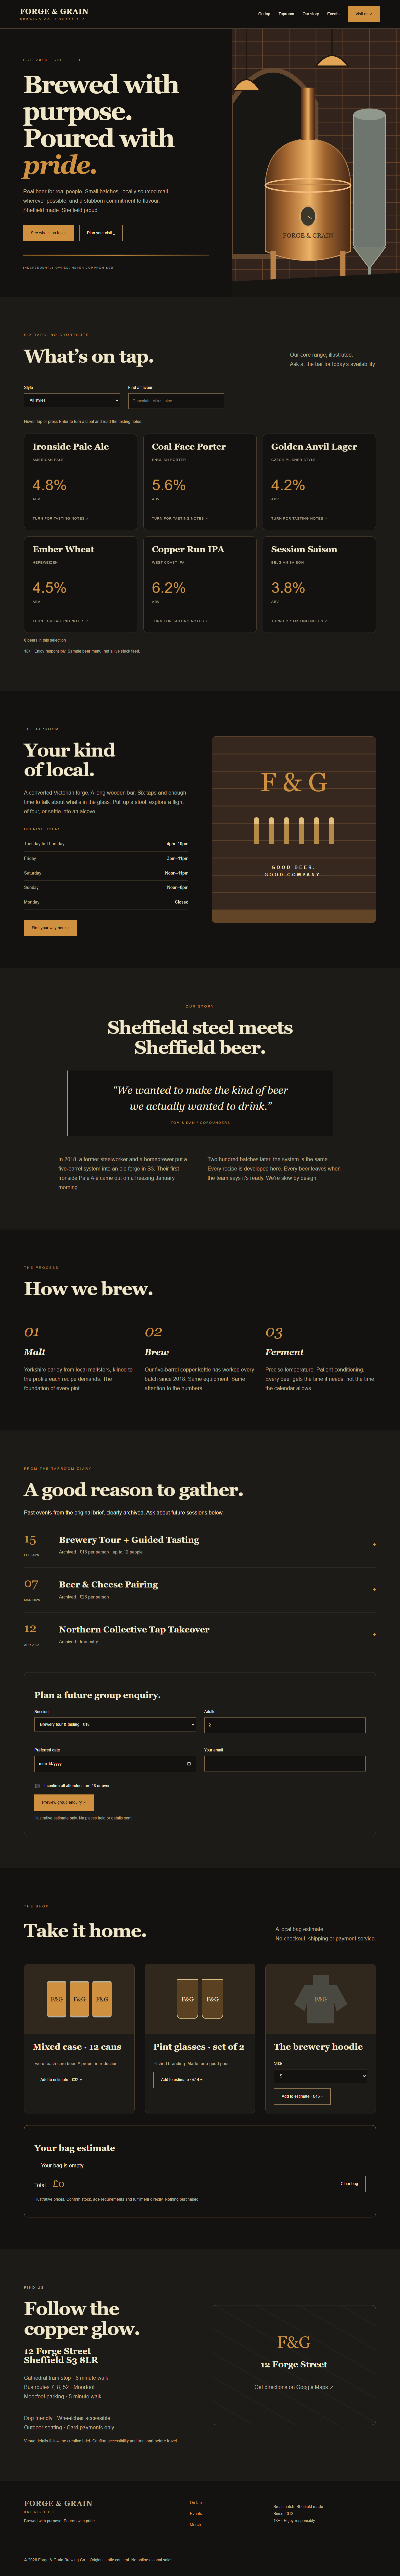 FORGE & GRAIN
BREWING CO. / SHEFFIELD
On tap Taproom Our story Events Visit us ↗
EST. 2018 · SHEFFIELD
Brewed with
purpose.
Poured with
pride.
Real beer for real people. Small batches, locally sourced malt
wherever possible, and a stubborn commitment to flavour.
Sheffield made. Sheffield proud.
See what's on tap ↗ Plan your visit ↓
INDEPENDENTLY OWNED. NEVER COMPROMISED.
FORGE & GRAIN
SIX TAPS. NO SHORTCUTS.
What's on tap.
Our core range, illustrated.
Ask at the bar for today's availability.
Style
All styles
Find a flavour
Chocolate, citrus, pine…
Hover, tap or press Enter to turn a label and read the tasting notes.
Ironside Pale Ale
AMERICAN PALE
4.8%
ABV
TURN FOR TASTING NOTES ↗
Coal Face Porter
ENGLISH PORTER
5.6%
ABV
TURN FOR TASTING NOTES ↗
Golden Anvil Lager
CZECH PILSNER STYLE
4.2%
ABV
TURN FOR TASTING NOTES ↗
Ember Wheat
HEFEWEIZEN
4.5%
ABV
TURN FOR TASTING NOTES ↗
Copper Run IPA
WEST COAST IPA
6.2%
ABV
TURN FOR TASTING NOTES ↗
Session Saison
BELGIAN SAISON
3.8%
ABV
TURN FOR TASTING NOTES ↗
6 beers in this selection
18+ · Enjoy responsibly. Sample beer menu, not a live stock feed.
THE TAPROOM
Your kind
of local.
A converted Victorian forge. A long wooden bar. Six taps and enough
time to talk about what's in the glass. Pull up a stool, explore a flight
of four, or settle into an alcove.
OPENING HOURS
Tuesday to Thursday 4pm–10pm
Friday 3pm–11pm
Saturday Noon–11pm
Sunday Noon–8pm
Monday Closed
Find your way here ↗
F & G
GOOD BEER.
GOOD COMPANY.
OUR STORY
Sheffield steel meets
Sheffield beer.
“We wanted to make the kind of beer
we actually wanted to drink.”
TOM & DAN / COFOUNDERS
In 2018, a former steelworker and a homebrewer put a
five-barrel system into an old forge in S3. Their first
Ironside Pale Ale came out on a freezing January
morning.
Two hundred batches later, the system is the same.
Every recipe is developed here. Every beer leaves when
the team says it's ready. We're slow by design.
THE PROCESS
How we brew.
01
Malt
Yorkshire barley from local maltsters, kilned to
the profile each recipe demands. The
foundation of every pint.
02
Brew
Our five-barrel copper kettle has worked every
batch since 2018. Same equipment. Same
attention to the numbers.
03
Ferment
Precise temperature. Patient conditioning.
Every beer gets the time it needs, not the time
the calendar allows.
FROM THE TAPROOM DIARY
A good reason to gather.
Past events from the original brief, clearly archived. Ask about future sessions below.
15
FEB 2025
Brewery Tour + Guided Tasting
Archived · £18 per person · up to 12 people
+
07
MAR 2025
Beer & Cheese Pairing
Archived · £28 per person
+
12
APR 2025
Northern Collective Tap Takeover
Archived · free entry
+
Plan a future group enquiry.
Session
Brewery tour & tasting · £18
Adults
2
Preferred date
mm/dd/yyyy
Your email
I confirm all attendees are 18 or over.
Preview group enquiry ↗
Illustrative estimate only. No places held or details sent.
THE SHOP
Take it home.
A local bag estimate.
No checkout, shipping or payment service.
F&G F&G F&G
Mixed case · 12 cans
Two of each core beer. A proper introduction.
Add to estimate · £32 +
F&G F&G
Pint glasses · set of 2
Etched branding. Made for a good pour.
Add to estimate · £14 +
F&G
The brewery hoodie
Size
S
Add to estimate · £45 +
Your bag estimate
Your bag is empty.
Total £0
Clear bag
Illustrative prices. Confirm stock, age requirements and fulfilment directly. Nothing purchased.
FIND US
Follow the
copper glow.
12 Forge Street
Sheffield S3 8LR
Cathedral tram stop · 8 minute walk
Bus routes 7, 8, 52 · Moorfoot
Moorfoot parking · 5 minute walk
Dog friendly · Wheelchair accessible
Outdoor seating · Card payments only
Venue details follow the creative brief. Confirm accessibility and transport before travel.
F&G
12 Forge Street
Get directions on Google Maps ↗
FORGE & GRAIN
BREWING CO.
Brewed with purpose. Poured with pride.
On tap ↑
Events ↑
Merch ↑
Small batch. Sheffield made.
Since 2018.
18+ · Enjoy responsibly.
© 2026 Forge & Grain Brewing Co. · Original static concept. No online alcohol sales.